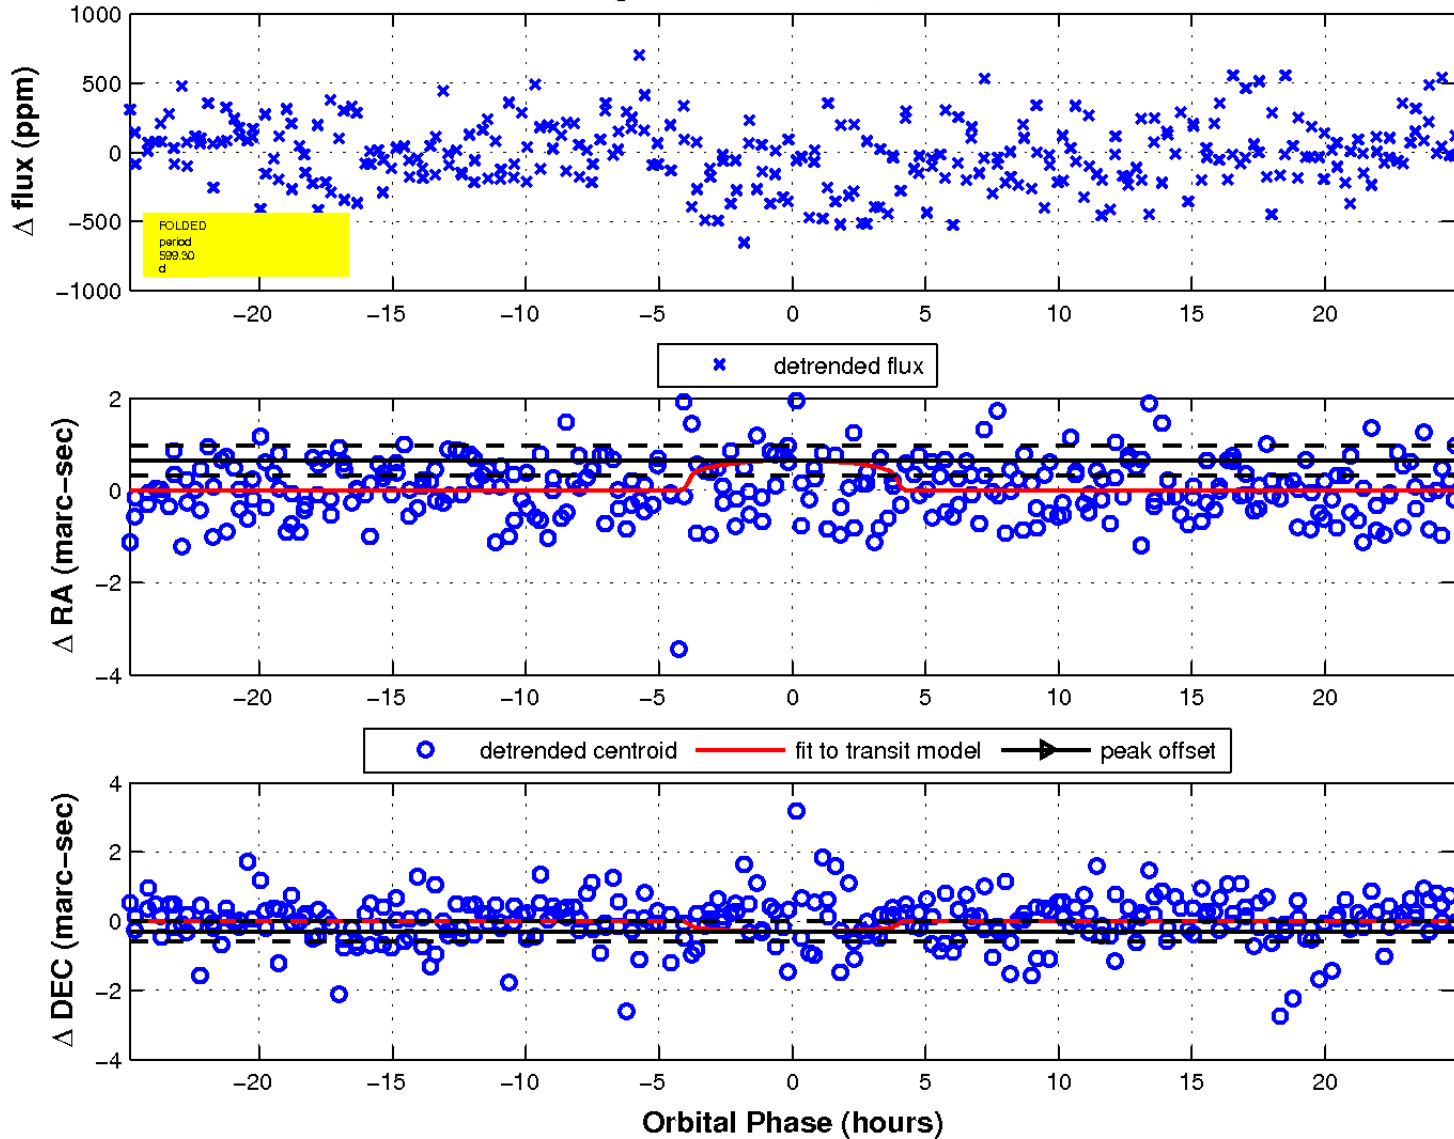 1000
500
0
−500
−1000
Δ flux (ppm)
FOLDED
period
599.30
d
−20 −15 −10 −5 0 5 10 15 20
× detrended flux
2
0
−2
−4
Δ RA (marc−sec)
−20 −15 −10 −5 0 5 10 15 20
detrended centroid fit to transit model peak offset
4
2
0
−2
−4
Δ DEC (marc−sec)
−20 −15 −10 −5 0 5 10 15 20
Orbital Phase (hours)